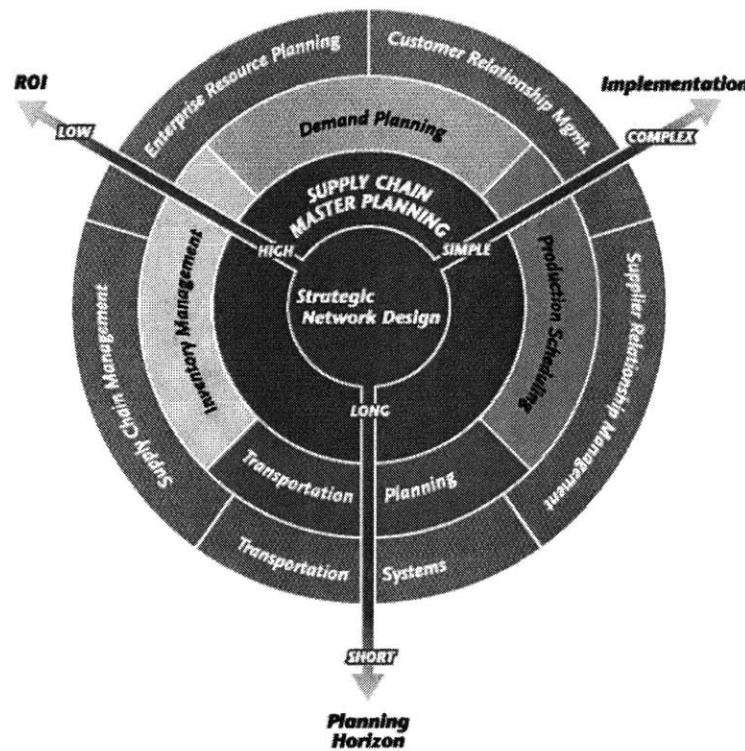 Enterprise Resource Planning
Customer Relationship Mgmt.
ROI
Implementation
LOW
COMPLEX
Demand Planning
SUPPLY CHAIN
MASTER PLANNING
HIGH
SIMPLE
Inventory Management
Production Scheduling
Strategic
Network Design
Supply Chain Management
Supplier Relationship Management
LONG
Transportation Planning
Transportation Systems
SHORT
Planning
Horizon